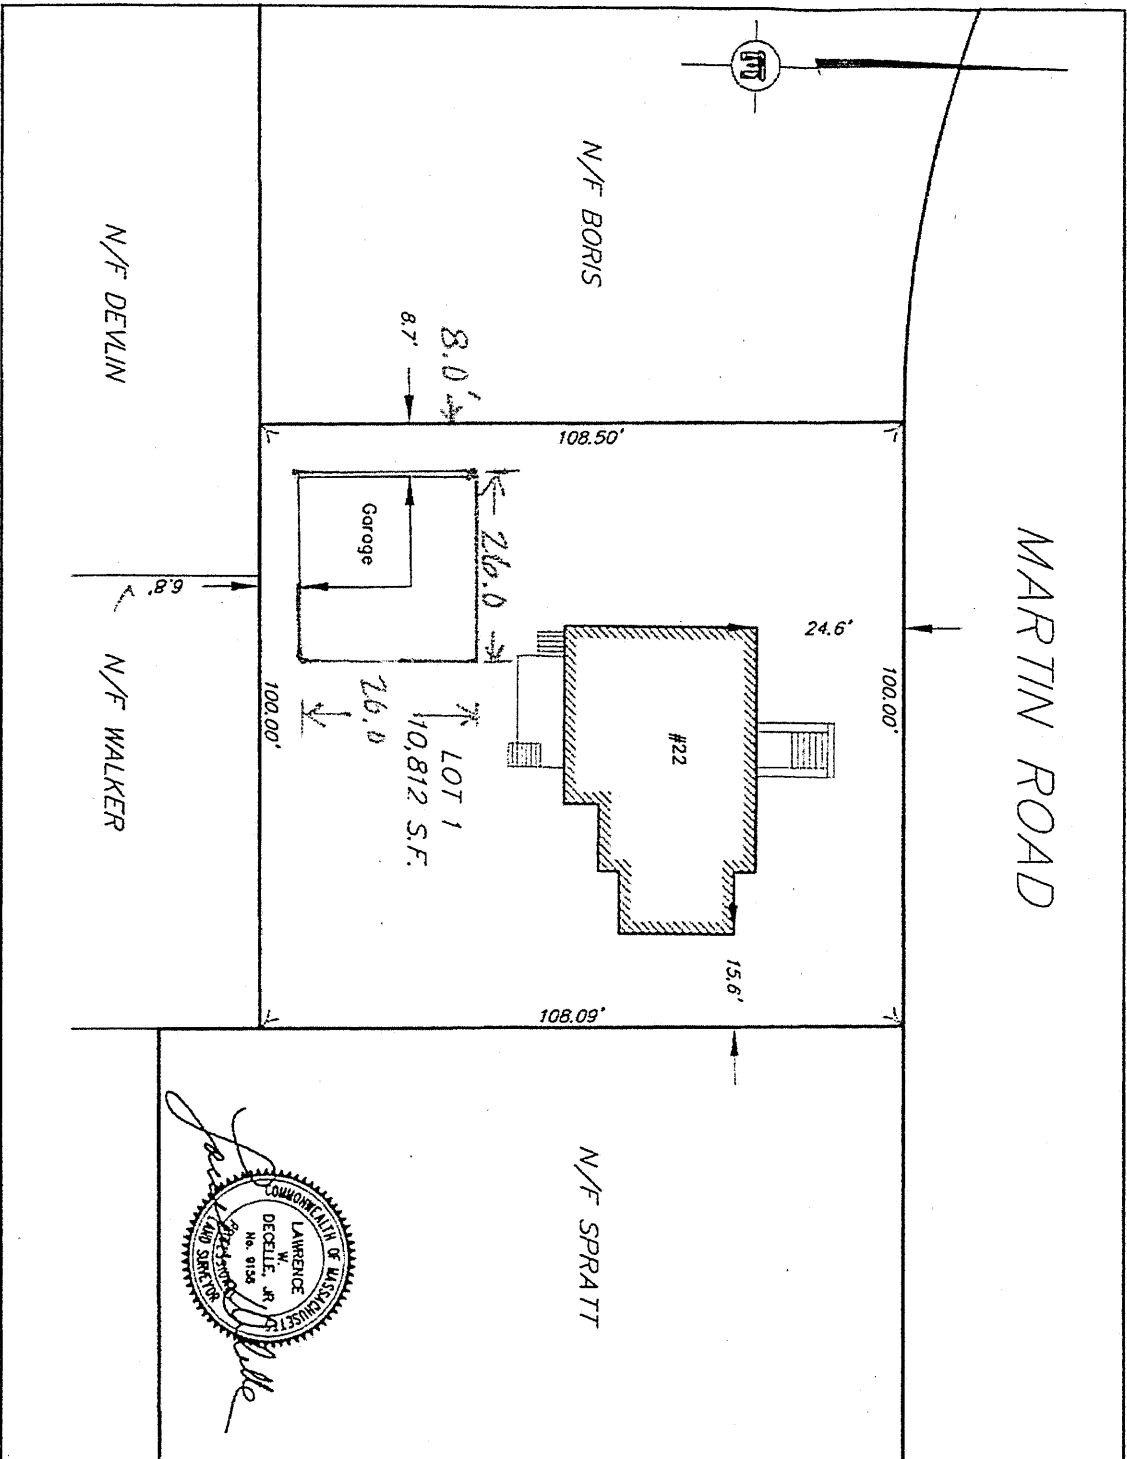 MARTIN ROAD
N/F BORIS
24.6'
100.00'
108.50'
#22
15.6'
108.09'
8.0'
8.7'
26.0
Garage
26.0
LOT 1
10,812 S.F.
6.8'
100.00'
N/F DEVLIN
N/F WALKER
N/F SPRATT
COMMONWEALTH OF MASSACHUSETTS
LAWRENCE
W.
DECELLE, JR
No. 9158
LAND SURVEYOR